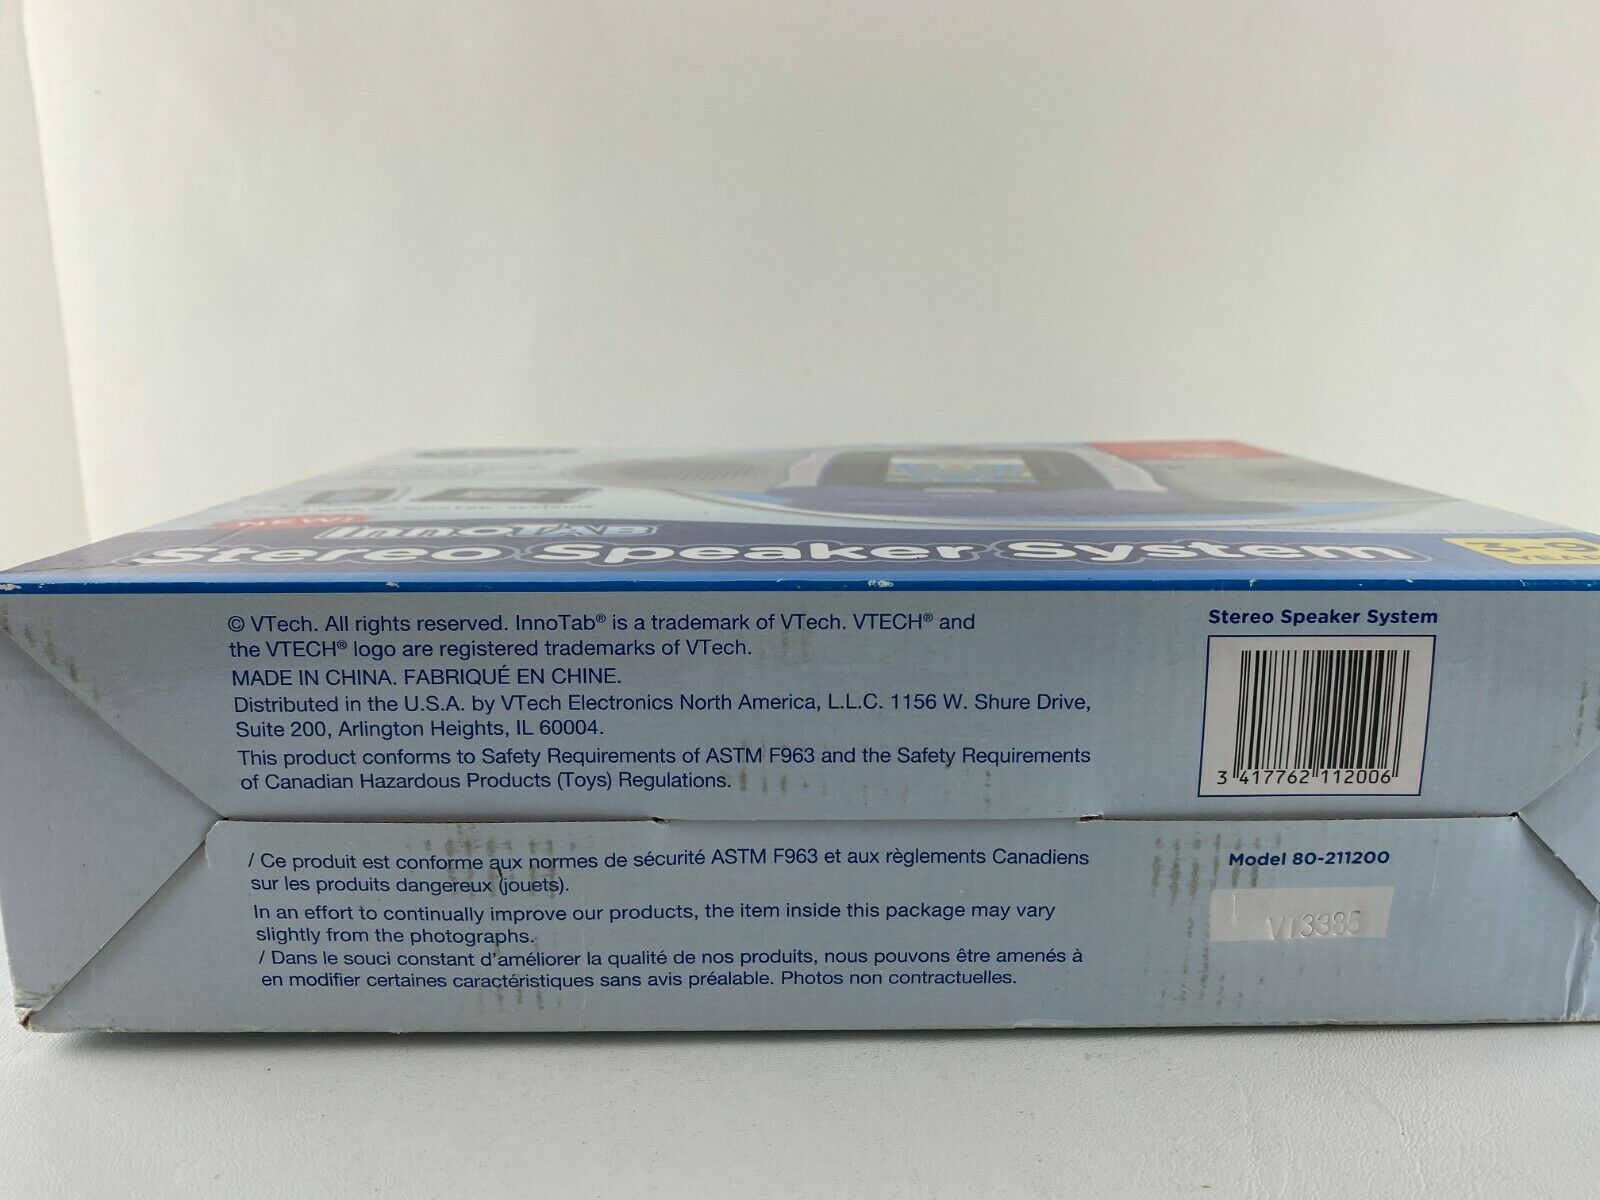 NEW!
InnoTAB
Stereo Speaker System
© VTech. All rights reserved. InnoTab® is a trademark of VTech. VTECH® and
the VTECH® logo are registered trademarks of VTech.
MADE IN CHINA. FABRIQUÉ EN CHINE.
Distributed in the U.S.A. by VTech Electronics North America, L.L.C. 1156 W. Shure Drive,
Suite 200, Arlington Heights, IL 60004.
This product conforms to Safety Requirements of ASTM F963 and the Safety Requirements
of Canadian Hazardous Products (Toys) Regulations.
/ Ce produit est conforme aux normes de sécurité ASTM F963 et aux règlements Canadiens
sur les produits dangereux (jouets).
In an effort to continually improve our products, the item inside this package may vary
slightly from the photographs.
/ Dans le souci constant d'améliorer la qualité de nos produits, nous pouvons être amenés à
en modifier certaines caractéristiques sans avis préalable. Photos non contractuelles.
Stereo Speaker System
3 417762 112006
Model 80-211200
VT3385